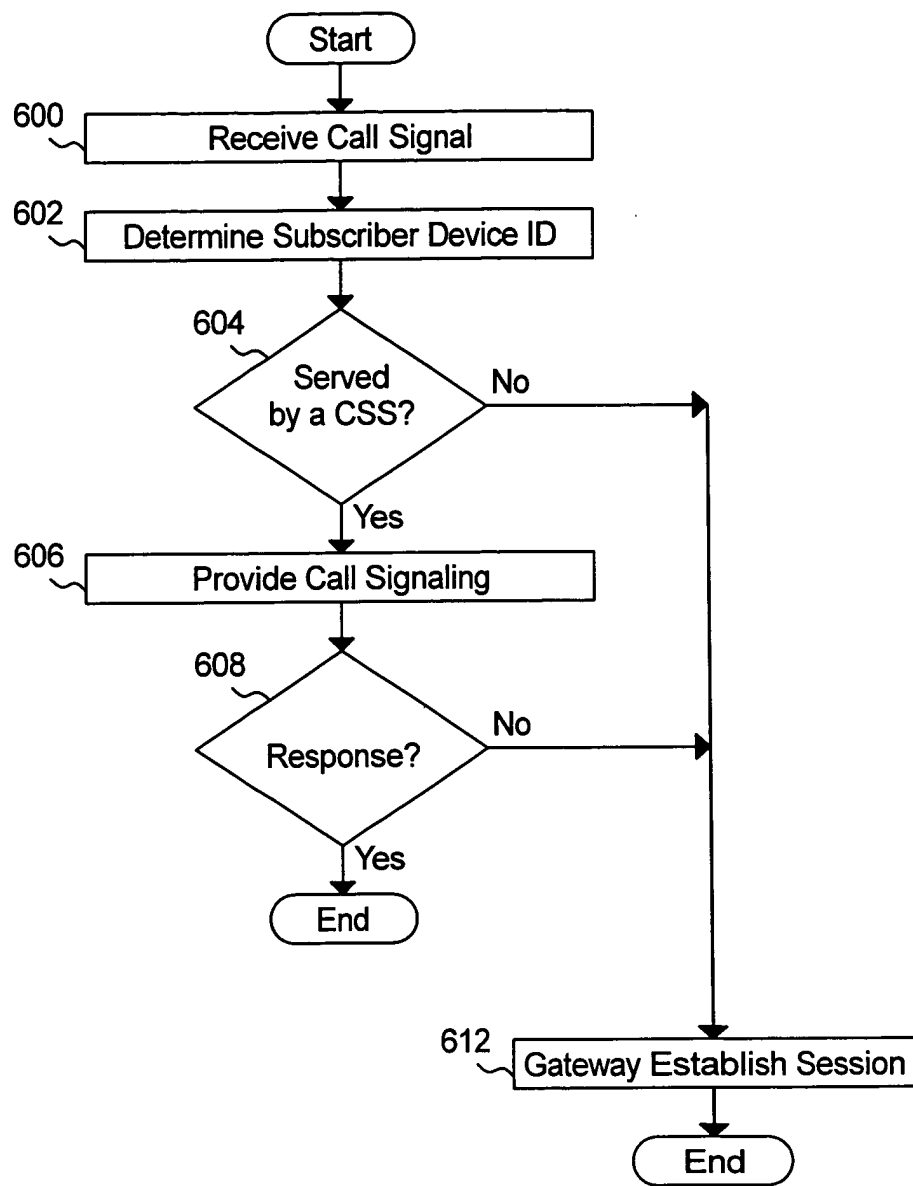 Start
600
Receive Call Signal
602
Determine Subscriber Device ID
604
Served
by a CSS?
No
Yes
606
Provide Call Signaling
608
Response?
No
Yes
End
612
Gateway Establish Session
End